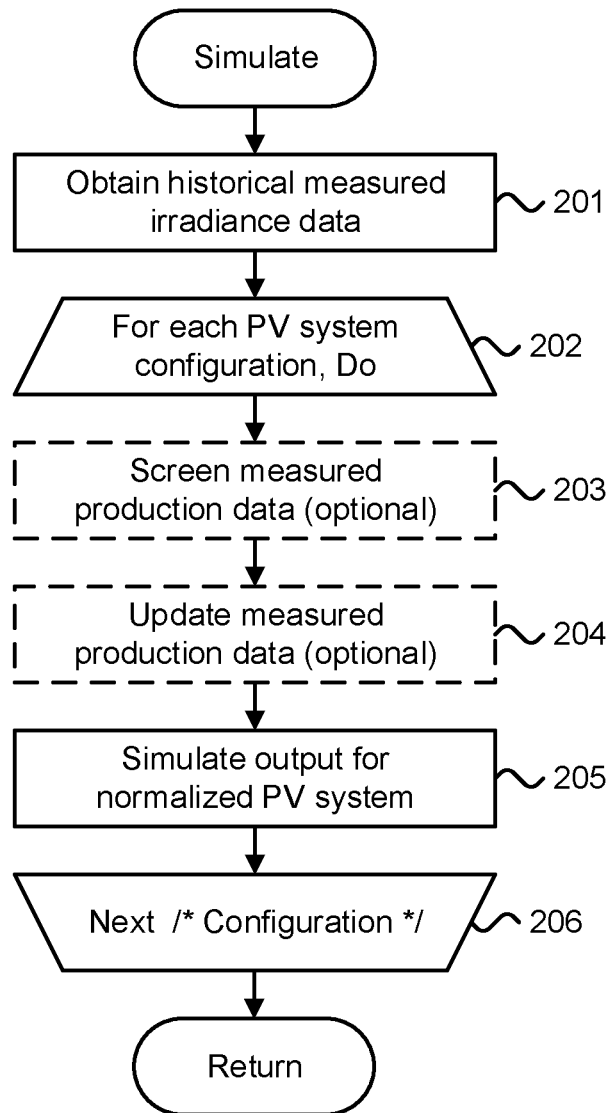 Simulate
Obtain historical measured
irradiance data
201
For each PV system
configuration, Do
202
Screen measured
production data (optional)
203
Update measured
production data (optional)
204
Simulate output for
normalized PV system
205
Next /* Configuration */
206
Return